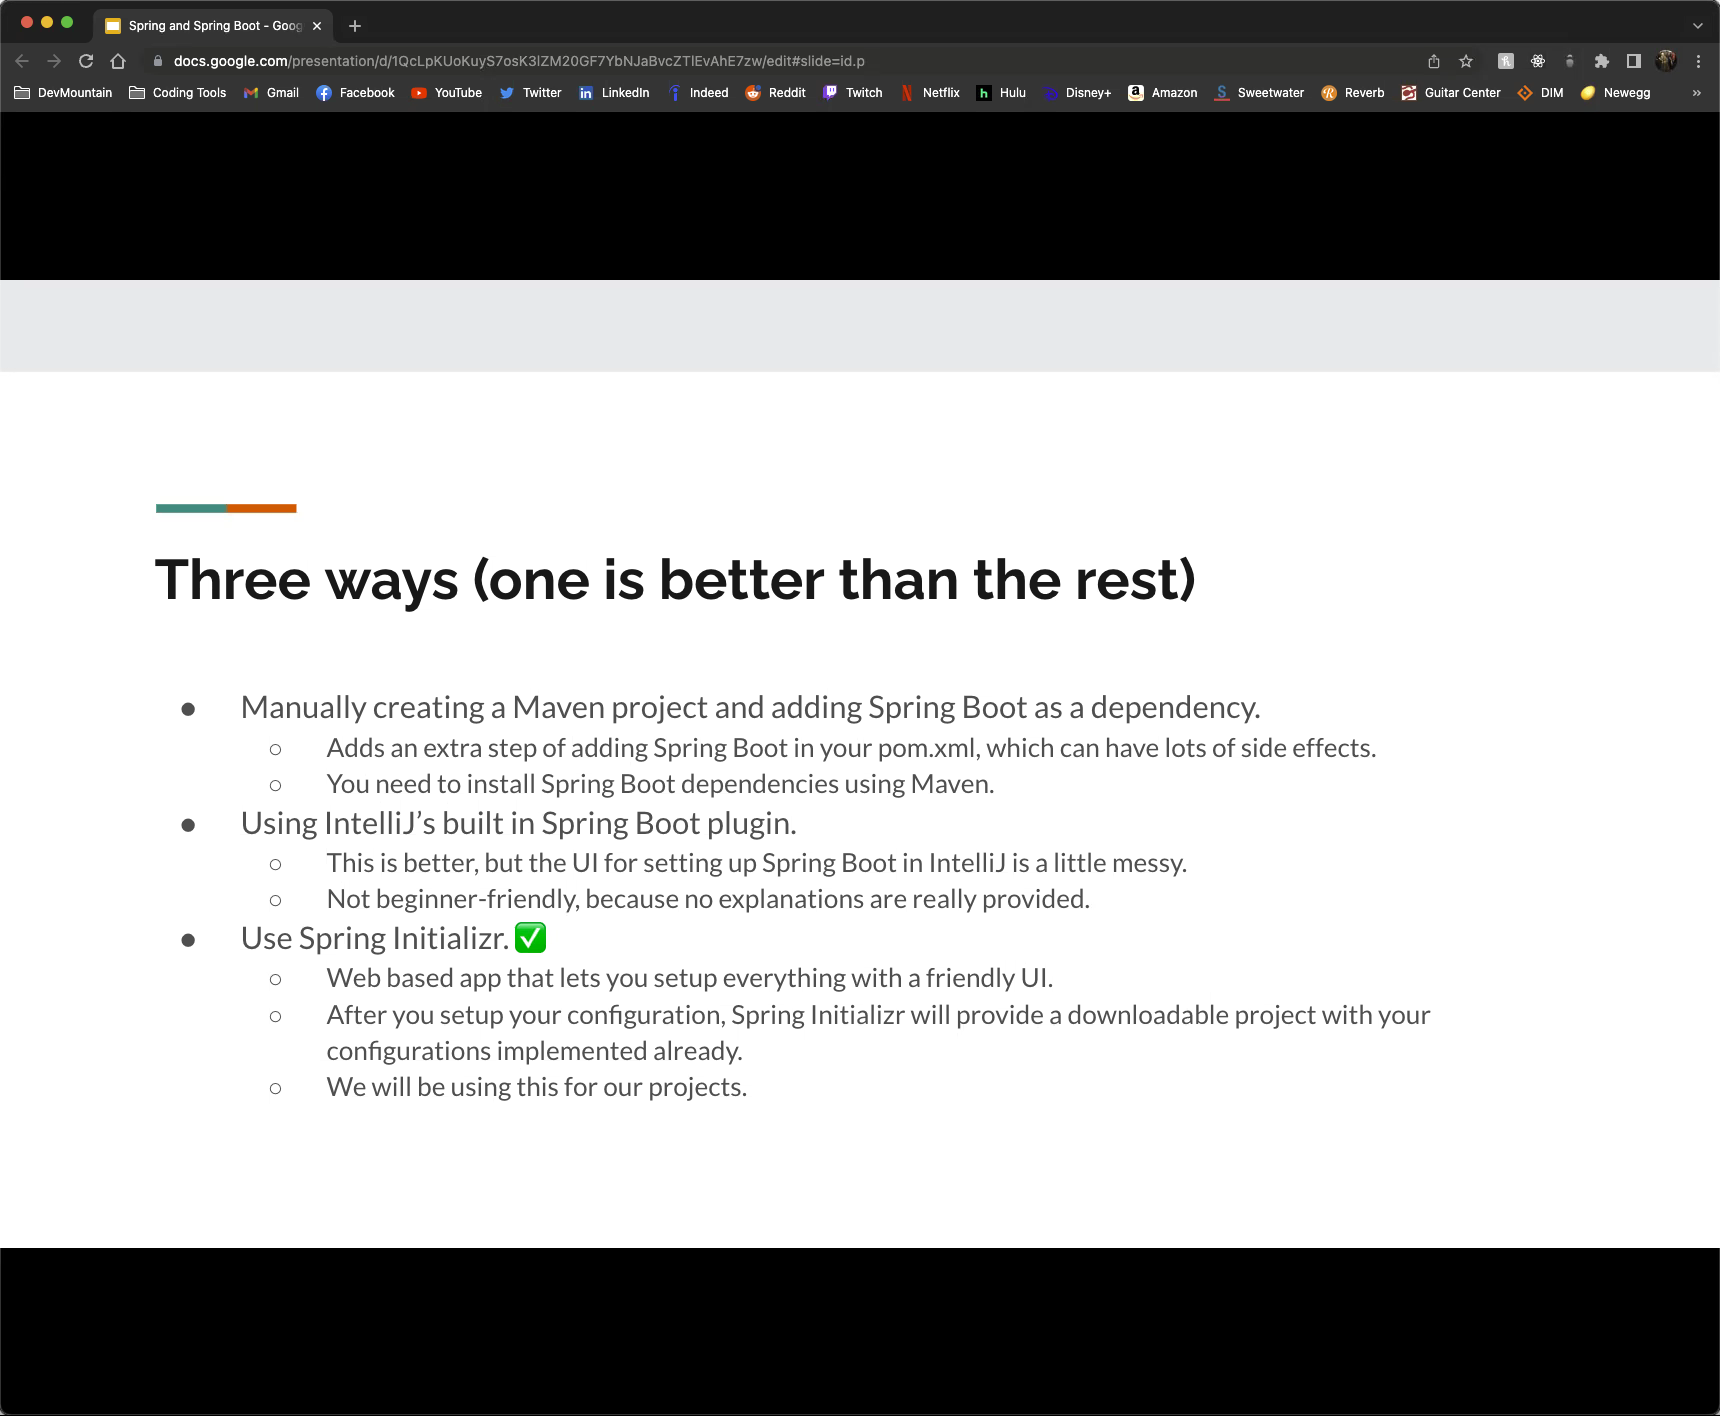 Spring and Spring Boot - Goog
docs.google.com/presentation/d/1QcLpKUoKuyS7osK3lZM20GF7YbNJaBvcZTlEvAhE7zw/edit#slide=id.p
DevMountain Coding Tools Gmail Facebook YouTube Twitter LinkedIn Indeed Reddit Twitch Netflix Hulu Disney+ Amazon Sweetwater Reverb Guitar Center DIM Newegg »
Three ways (one is better than the rest)
● Manually creating a Maven project and adding Spring Boot as a dependency.
○ Adds an extra step of adding Spring Boot in your pom.xml, which can have lots of side effects.
○ You need to install Spring Boot dependencies using Maven.
● Using IntelliJ’s built in Spring Boot plugin.
○ This is better, but the UI for setting up Spring Boot in IntelliJ is a little messy.
○ Not beginner-friendly, because no explanations are really provided.
● Use Spring Initializr. ✅
○ Web based app that lets you setup everything with a friendly UI.
○ After you setup your configuration, Spring Initializr will provide a downloadable project with your
configurations implemented already.
○ We will be using this for our projects.